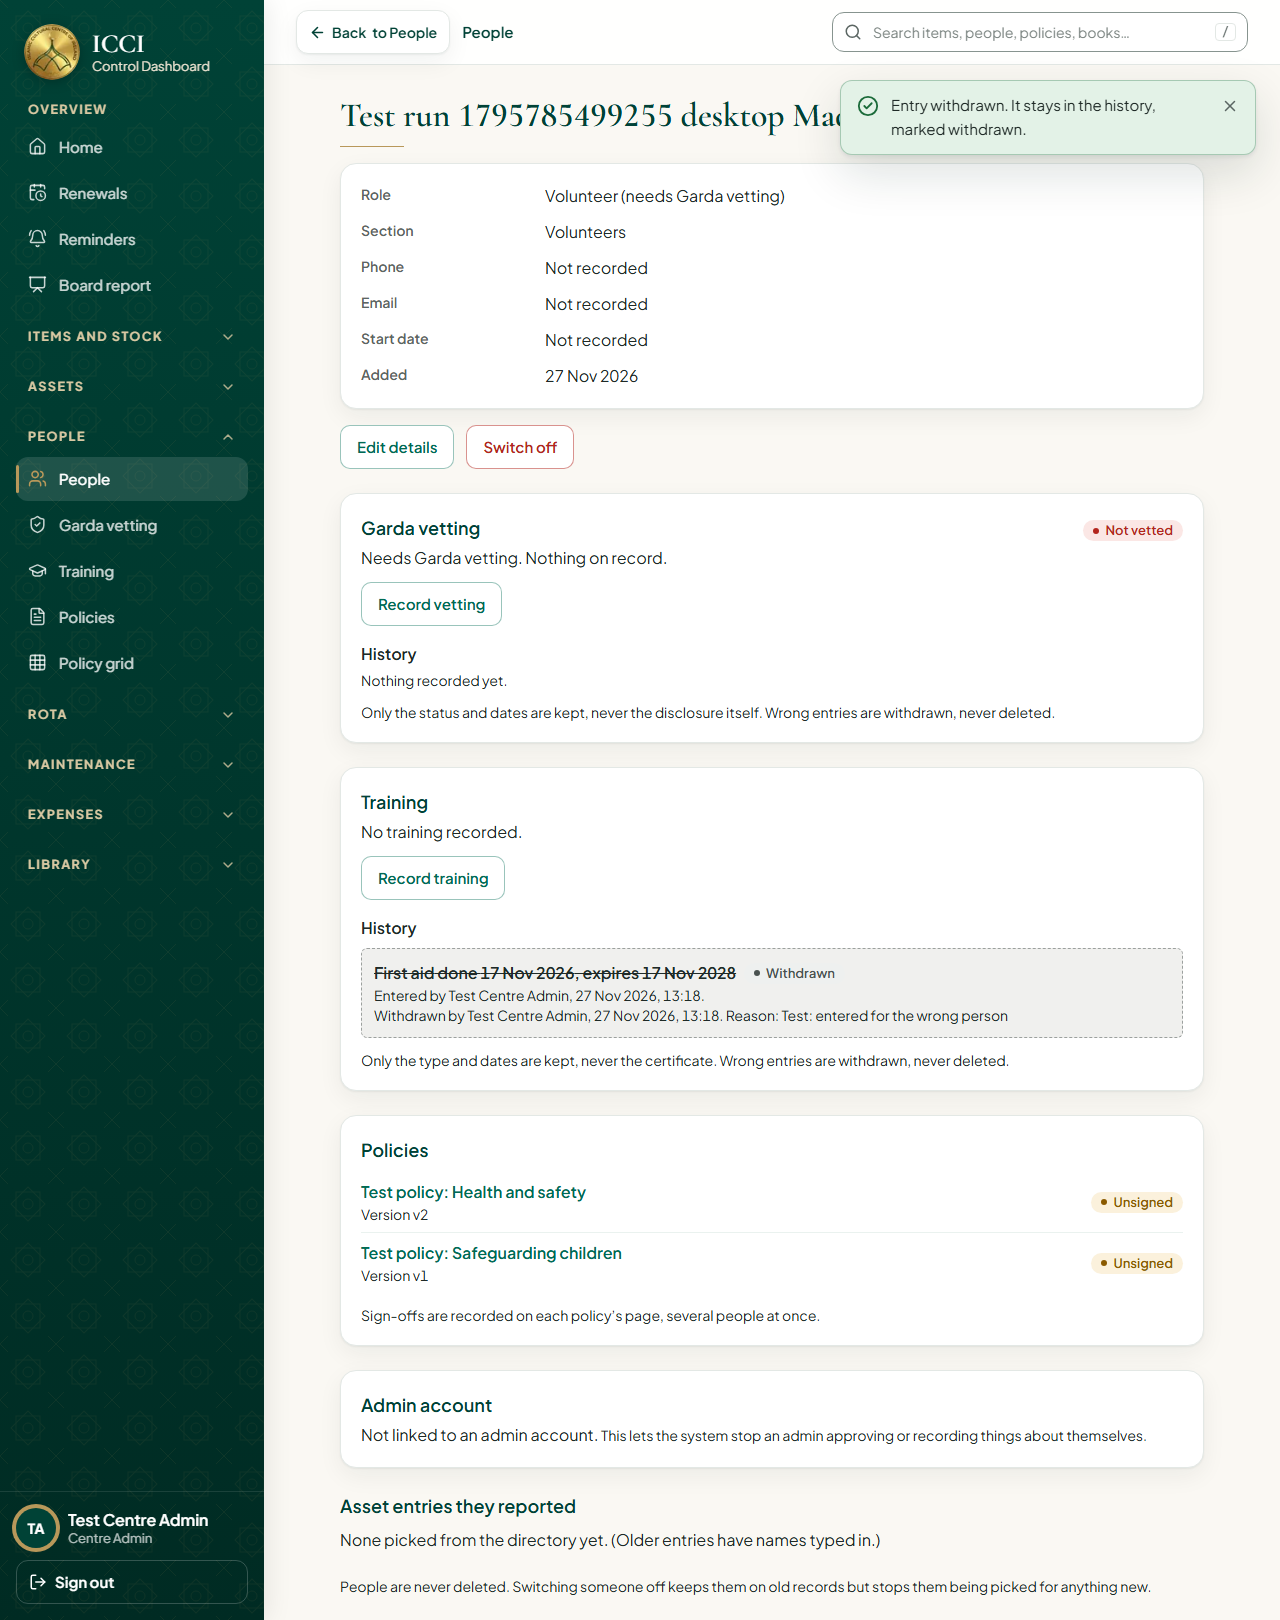 ICCI
Control Dashboard
OVERVIEW
Home
Renewals
Reminders
Board report
ITEMS AND STOCK
ASSETS
PEOPLE
People
Garda vetting
Training
Policies
Policy grid
ROTA
MAINTENANCE
EXPENSES
LIBRARY
TA
Test Centre Admin
Centre Admin
Sign out
Back to People
People
Search items, people, policies, books...
/
Entry withdrawn. It stays in the history,
marked withdrawn.
Test run 1795785499255 desktop
Role
Volunteer (needs Garda vetting)
Section
Volunteers
Phone
Not recorded
Email
Not recorded
Start date
Not recorded
Added
27 Nov 2026
Edit details
Switch off
Garda vetting
Not vetted
Needs Garda vetting. Nothing on record.
Record vetting
History
Nothing recorded yet.
Only the status and dates are kept, never the disclosure itself. Wrong entries are withdrawn, never deleted.
Training
No training recorded.
Record training
History
First aid done 17 Nov 2026, expires 17 Nov 2028
Withdrawn
Entered by Test Centre Admin, 27 Nov 2026, 13:18.
Withdrawn by Test Centre Admin, 27 Nov 2026, 13:18. Reason: Test: entered for the wrong person
Only the type and dates are kept, never the certificate. Wrong entries are withdrawn, never deleted.
Policies
Test policy: Health and safety
Version v2
Unsigned
Test policy: Safeguarding children
Version v1
Unsigned
Sign-offs are recorded on each policy's page, several people at once.
Admin account
Not linked to an admin account. This lets the system stop an admin approving or recording things about themselves.
Asset entries they reported
None picked from the directory yet. (Older entries have names typed in.)
People are never deleted. Switching someone off keeps them on old records but stops them being picked for anything new.